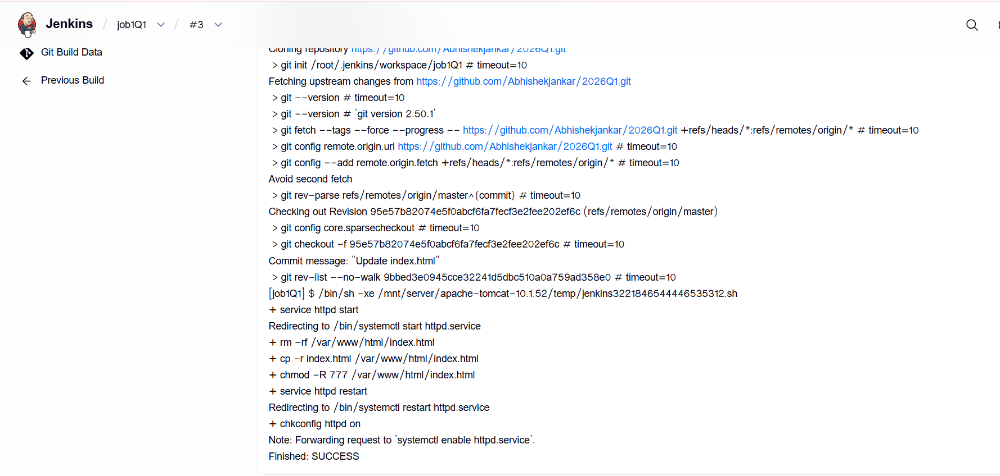 Jenkins / job1Q1 / #3
Git Build Data
Previous Build
Cloning repository https://github.com/Abhishekjankar/2026Q1.git
> git init /root/.jenkins/workspace/job1Q1 # timeout=10
Fetching upstream changes from https://github.com/Abhishekjankar/2026Q1.git
> git --version # timeout=10
> git --version # 'git version 2.50.1'
> git fetch --tags --force --progress -- https://github.com/Abhishekjankar/2026Q1.git +refs/heads/*:refs/remotes/origin/* # timeout=10
> git config remote.origin.url https://github.com/Abhishekjankar/2026Q1.git # timeout=10
> git config --add remote.origin.fetch +refs/heads/*:refs/remotes/origin/* # timeout=10
Avoid second fetch
> git rev-parse refs/remotes/origin/master^{commit} # timeout=10
Checking out Revision 95e57b82074e5f0abcf6fa7fecf3e2fee202ef6c (refs/remotes/origin/master)
> git config core.sparsecheckout # timeout=10
> git checkout -f 95e57b82074e5f0abcf6fa7fecf3e2fee202ef6c # timeout=10
Commit message: "Update index.html"
> git rev-list --no-walk 9bbed3e0945cce32241d5dbc510a0a759ad358e0 # timeout=10
[job1Q1] $ /bin/sh -xe /mnt/server/apache-tomcat-10.1.52/temp/jenkins3221846544446535312.sh
+ service httpd start
Redirecting to /bin/systemctl start httpd.service
+ rm -rf /var/www/html/index.html
+ cp -r index.html /var/www/html/index.html
+ chmod -R 777 /var/www/html/index.html
+ service httpd restart
Redirecting to /bin/systemctl restart httpd.service
+ chkconfig httpd on
Note: Forwarding request to 'systemctl enable httpd.service'.
Finished: SUCCESS